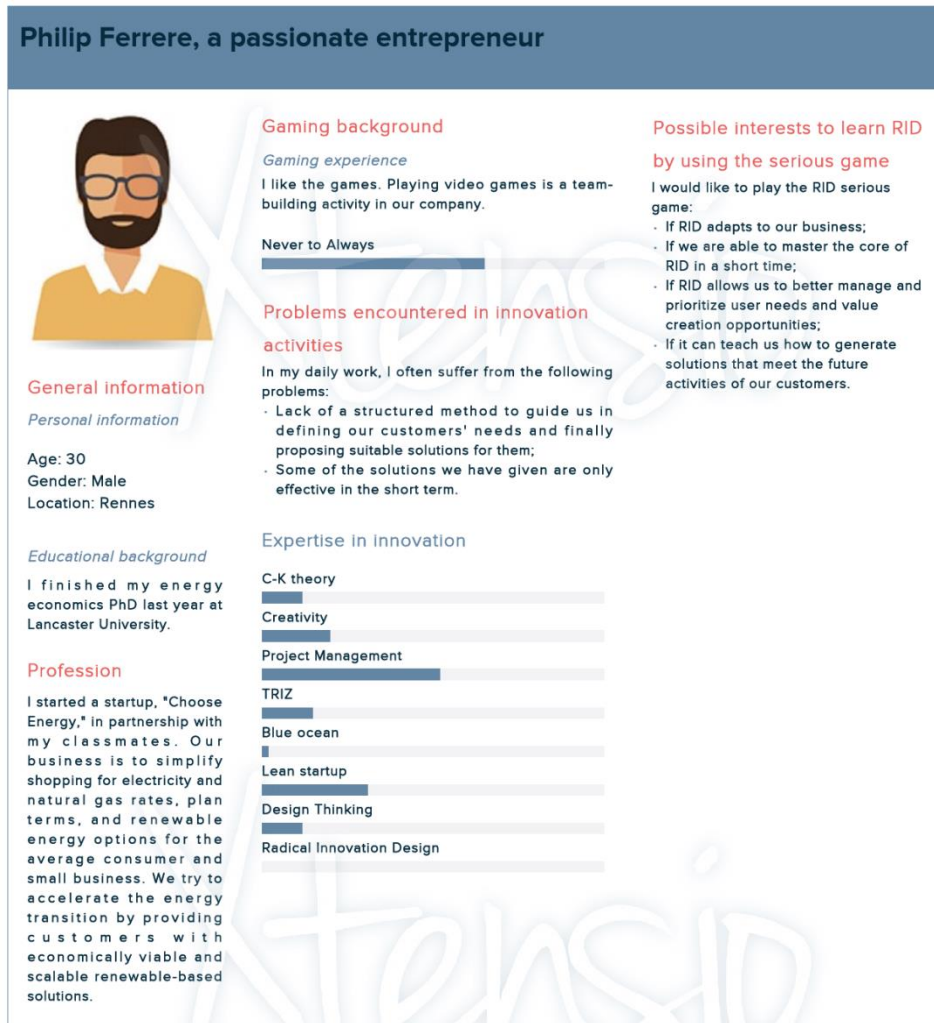 Philip Ferrere, a passionate entrepreneur
General information
Personal information
Age: 30
Gender: Male
Location: Rennes
Educational background
I finished my energy
economics PhD last year at
Lancaster University.
Profession
I started a startup, "Choose
Energy," in partnership with
my classmates. Our
business is to simplify
shopping for electricity and
natural gas rates, plan
terms, and renewable
energy options for the
average consumer and
small business. We try to
accelerate the energy
transition by providing
customers with
economically viable and
scalable renewable-based
solutions.
Gaming background
Gaming experience
I like the games. Playing video games is a team-
building activity in our company.
Never to Always
Problems encountered in innovation
activities
In my daily work, I often suffer from the following
problems:
· Lack of a structured method to guide us in
defining our customers' needs and finally
proposing suitable solutions for them;
· Some of the solutions we have given are only
effective in the short term.
Expertise in innovation
C-K theory
Creativity
Project Management
TRIZ
Blue ocean
Lean startup
Design Thinking
Radical Innovation Design
Possible interests to learn RID
by using the serious game
I would like to play the RID serious
game:
· If RID adapts to our business;
· If we are able to master the core of
RID in a short time;
· If RID allows us to better manage and
prioritize user needs and value
creation opportunities;
· If it can teach us how to generate
solutions that meet the future
activities of our customers.
Xtensio
Xtensio